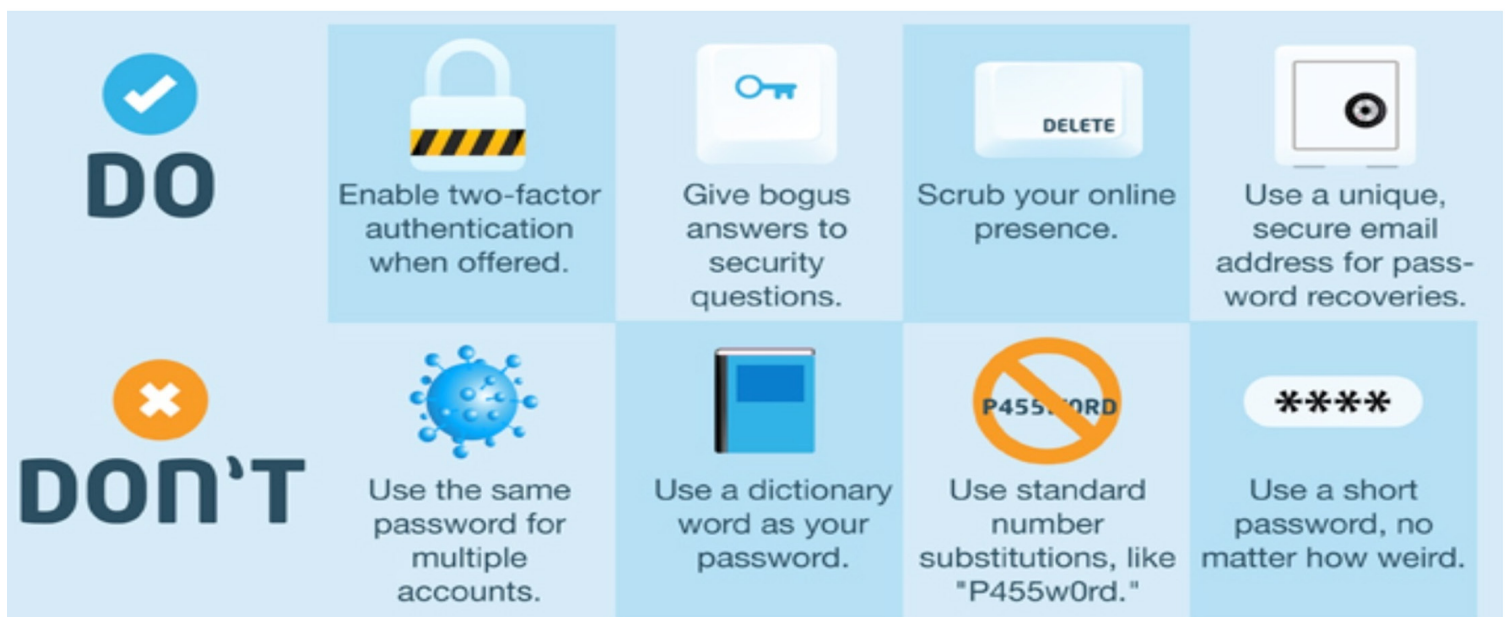 DO
Enable two-factor
authentication
when offered.
Give bogus
answers to
security
questions.
DELETE
Scrub your online
presence.
Use a unique,
secure email
address for pass-
word recoveries.
DON'T
Use the same
password for
multiple
accounts.
Use a dictionary
word as your
password.
P455W0RD
Use standard
number
substitutions, like
"P455w0rd."
****
Use a short
password, no
matter how weird.